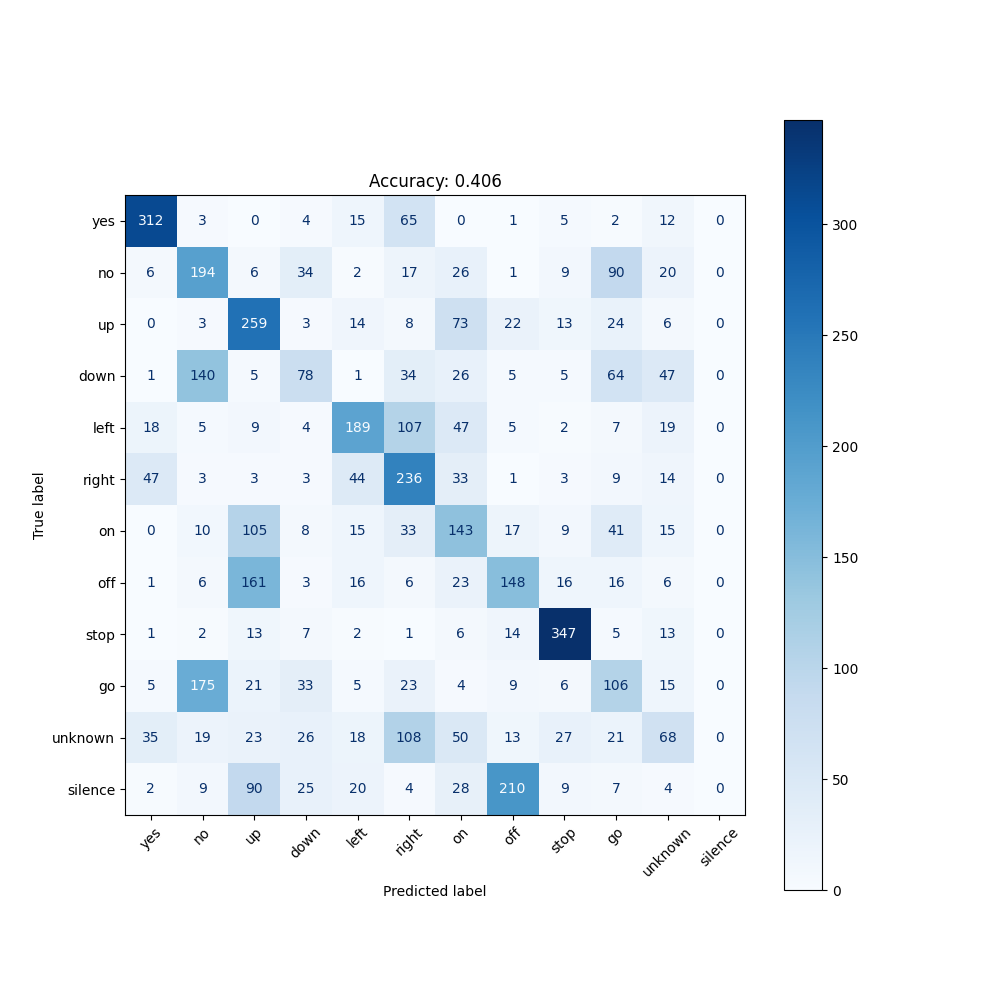 Accuracy: 0.406
yes 312 3 0 4 15 65 0 1 5 2 12 0
no 6 194 6 34 2 17 26 1 9 90 20 0
up 0 3 259 3 14 8 73 22 13 24 6 0
down 1 140 5 78 1 34 26 5 5 64 47 0
left 18 5 9 4 189 107 47 5 2 7 19 0
right 47 3 3 3 44 236 33 1 3 9 14 0
on 0 10 105 8 15 33 143 17 9 41 15 0
off 1 6 161 3 16 6 23 148 16 16 6 0
stop 1 2 13 7 2 1 6 14 347 5 13 0
go 5 175 21 33 5 23 4 9 6 106 15 0
unknown 35 19 23 26 18 108 50 13 27 21 68 0
silence 2 9 90 25 20 4 28 210 9 7 4 0
yes no up down left right on off stop go unknown silence
Predicted label
True label
300
250
200
150
100
50
0